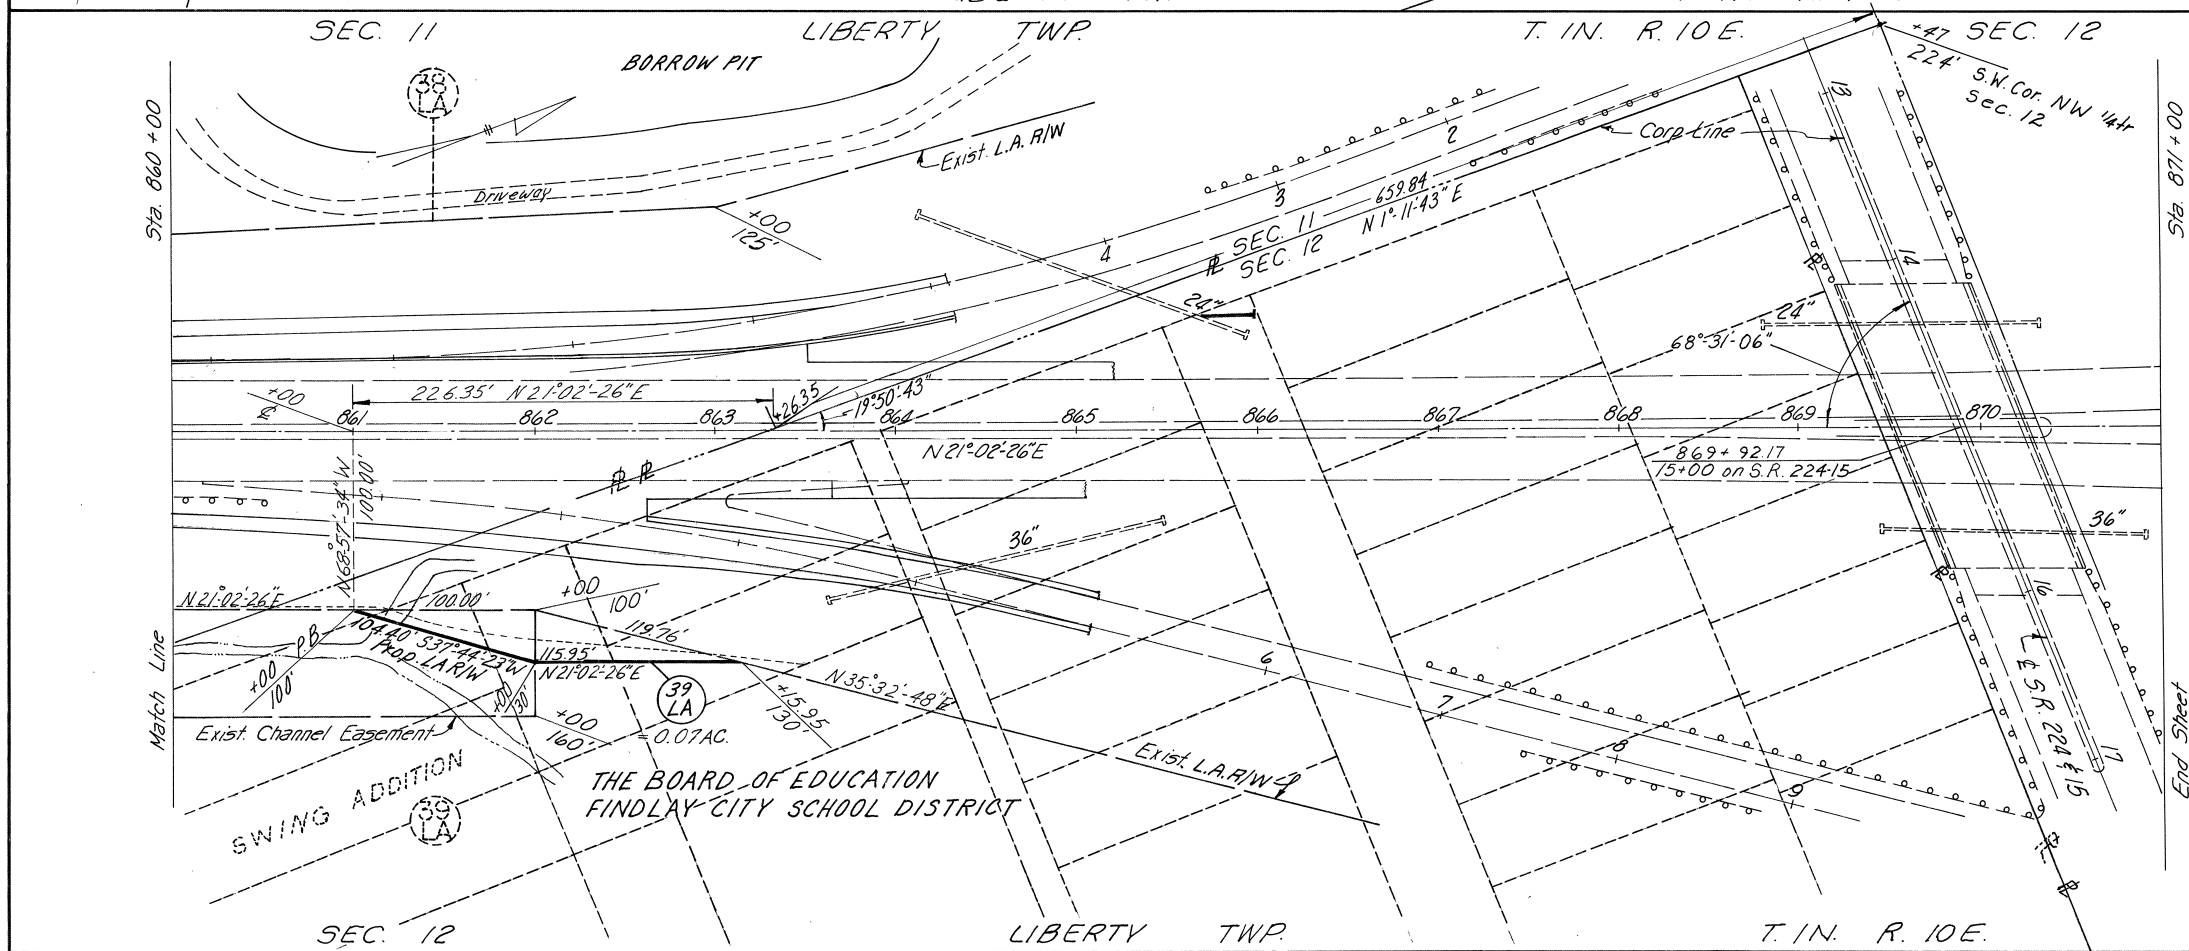 SEC. 11
LIBERTY TWP.
T. 1N. R. 10E.
SEC. 12
+47
224'
S.W. Cor. NW 1/4tr
Sec. 12
BORROW PIT
38
LA
Sta. 860+00
Sta. 871+00
Driveway
Exist. L.A. R/W
+00
125'
Corp. Line
13
2
3
4
659.84
SEC. 11
N 1°-11'-43" E
SEC. 12
PL
24"
14
24"
68°-31'-06"
+00
℄
226.35' N 21°-02'-26" E
+26.35
19°50'-43"
861
862
863
864
865
866
867
868
869
870
N 21°-02'-26" E
869+92.17
15+00 on S.R. 224-15
N 68°-57'-34" W
100.00'
PL PL
36"
36"
N 21°-02'-26" E
100.00'
+00
100'
P.B.
+00
100'
104.40' S37°44'-23"W
Prop. LA R/W
119.76'
115.95'
N 21°-02'-26" E
39
LA
+00
30'
+00
160'
= 0.07 AC.
+15.95
130'
N 35°-32'-48" E
6
7
8
9
16
17
℄ S.R. 224 & 15
Match Line
End Sheet
Exist. Channel Easement
Exist. L.A. R/W
SWING ADDITION
39
LA
THE BOARD OF EDUCATION
FINDLAY CITY SCHOOL DISTRICT
SEC. 12
LIBERTY TWP.
T. 1N. R. 10E.